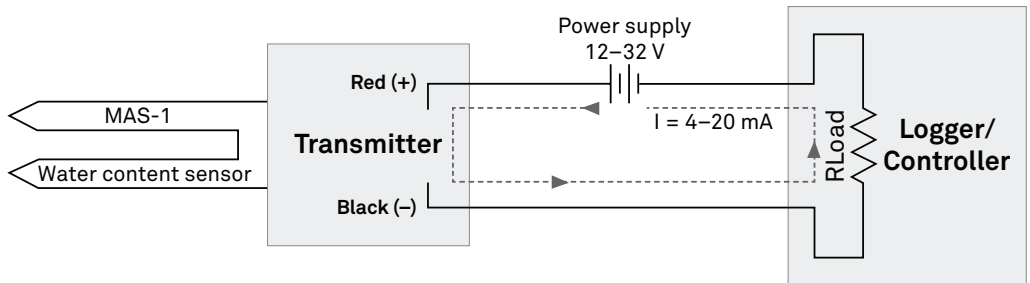 Power supply
12–32 V
Red (+)
MAS-1
I = 4–20 mA
Transmitter
RLoad
Logger/
Controller
Water content sensor
Black (–)